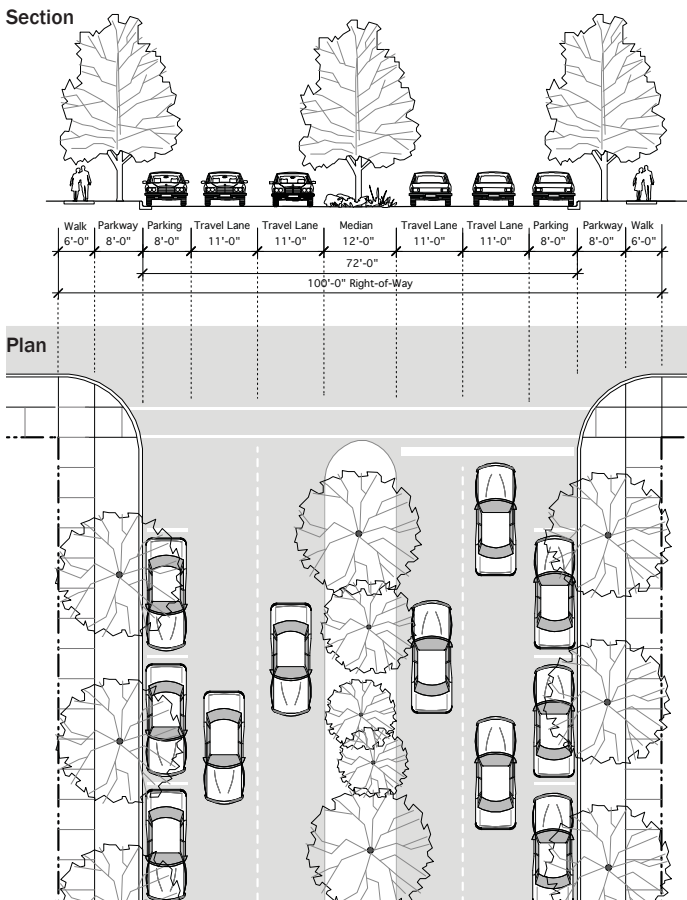 Section
Walk Parkway Parking Travel Lane Travel Lane Median Travel Lane Travel Lane Parking Parkway Walk
6'-0" 8'-0" 8'-0" 11'-0" 11'-0" 12'-0" 11'-0" 11'-0" 8'-0" 8'-0" 6'-0"
72'-0"
100'-0" Right-of-Way
Plan